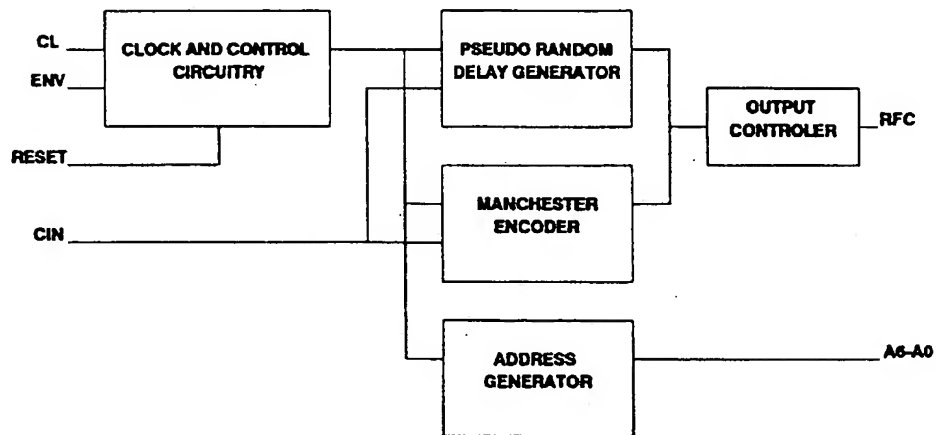 CL
CLOCK AND CONTROL
CIRCUITRY
ENV
RESET
CIN
PSEUDO RANDOM
DELAY GENERATOR
OUTPUT
CONTROLER
RFC
MANCHESTER
ENCODER
ADDRESS
GENERATOR
A6-A0